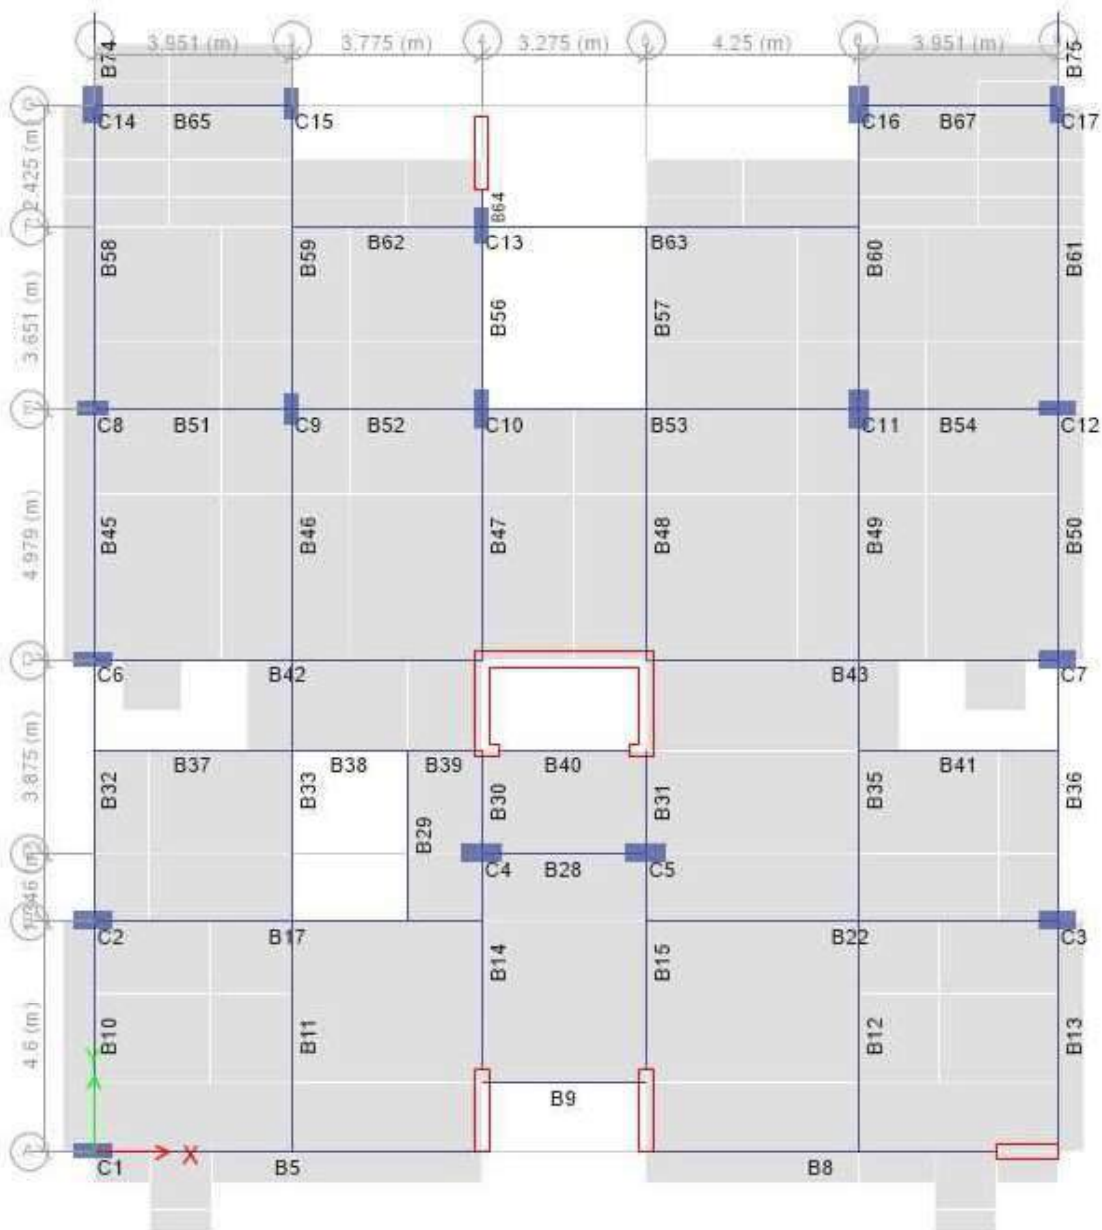 3.951 (m) 3.775 (m) 3.275 (m) 4.25 (m) 3.951 (m)
B74 B75
C14 B65 C15 C16 B67 C17
2.425 (m)
B64
B62 C13 B63
B58 B59 B60 B61
3.651 (m)
B56 B57
C8 B51 C9 B52 C10 B53 C11 B54 C12
4.979 (m)
B45 B46 B47 B48 B49 B50
C6 B42 B43 C7
3.875 (m)
B37 B38 B39 B40 B41
B32 B33 B30 B31 B35 B36
B29
C4 B28 C5
C2 B17 B22 C3
B14 B15
4.6 (m)
B10 B11 B12 B13
Y
B9
X
C1 B5 B8